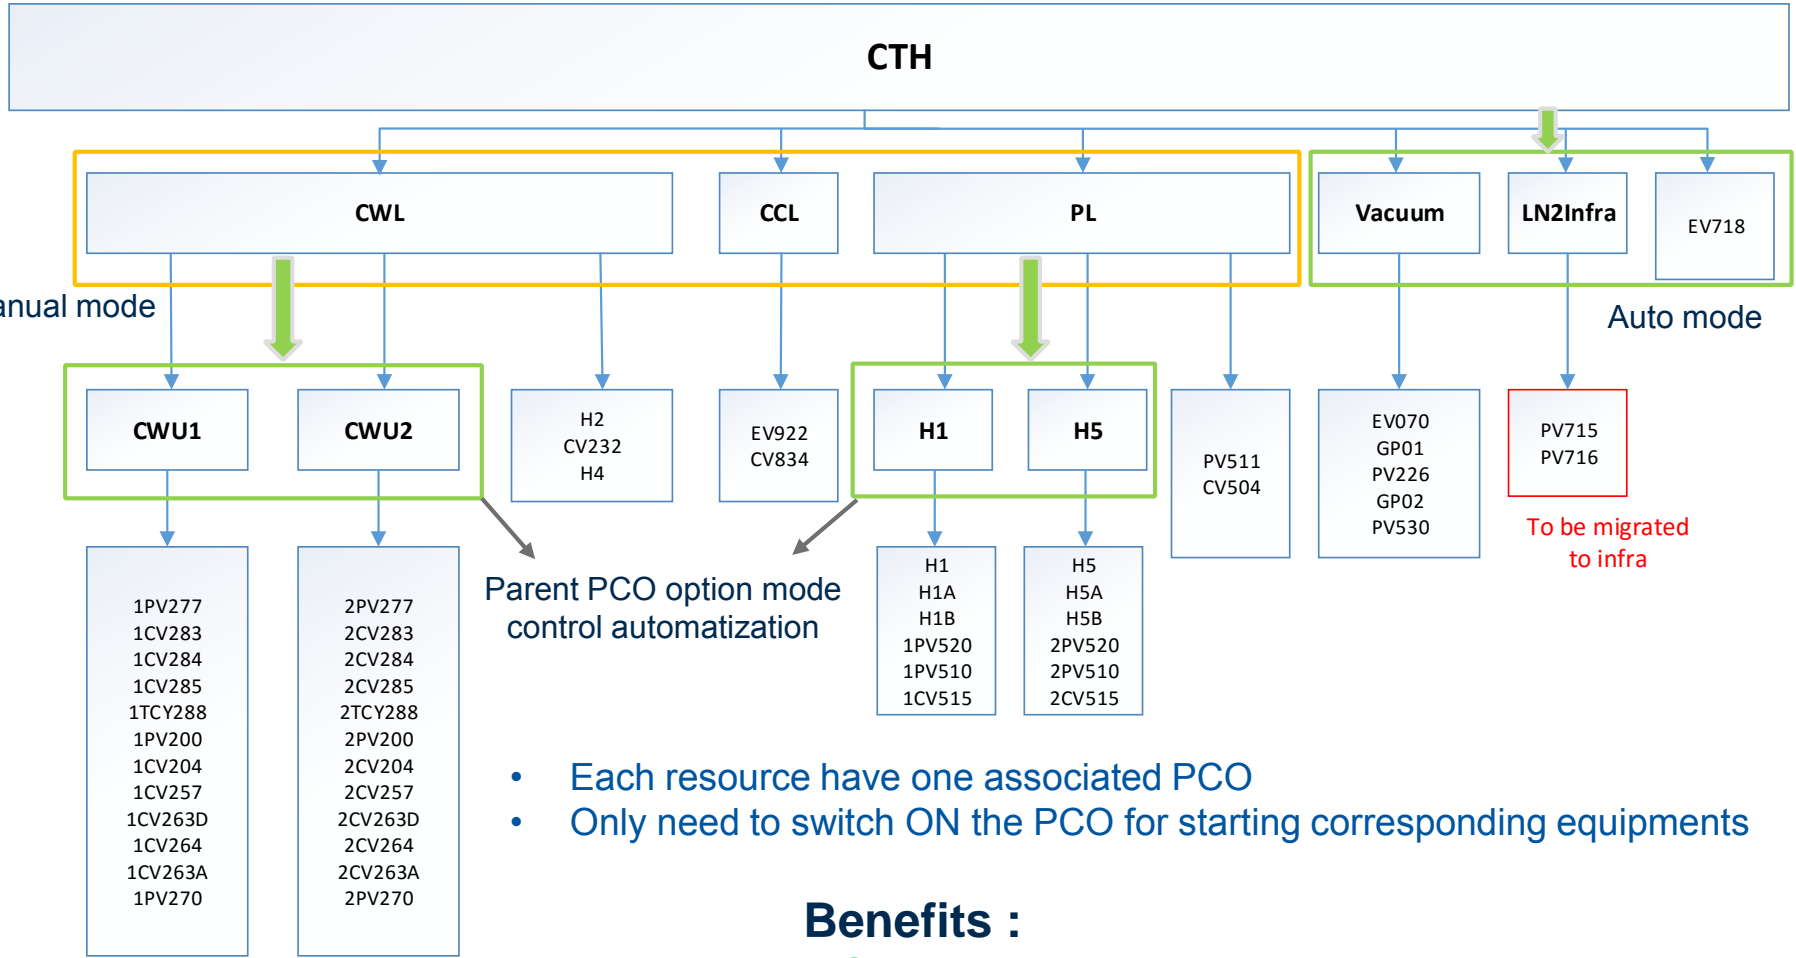 CTH
CWL
CCL
PL
Vacuum
LN2Infra
EV718
anual mode
Auto mode
CWU1
CWU2
H2
CV232
H4
EV922
CV834
H1
H5
PV511
CV504
EV070
GP01
PV226
GP02
PV530
PV715
PV716
To be migrated
to infra
Parent PCO option mode
control automatization
1PV277
1CV283
1CV284
1CV285
1TCY288
1PV200
1CV204
1CV257
1CV263D
1CV264
1CV263A
1PV270
2PV277
2CV283
2CV284
2CV285
2TCY288
2PV200
2CV204
2CV257
2CV263D
2CV264
2CV263A
2PV270
H1
H1A
H1B
1PV520
1PV510
1CV515
H5
H5A
H5B
2PV520
2PV510
2CV515
• Each resource have one associated PCO
• Only need to switch ON the PCO for starting corresponding equipments
Benefits :